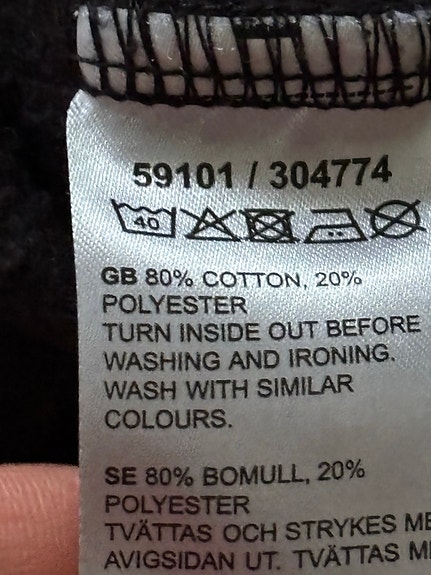 59101 / 304774
40
GB 80% COTTON, 20%
POLYESTER
TURN INSIDE OUT BEFORE
WASHING AND IRONING.
WASH WITH SIMILAR
COLOURS.
SE 80% BOMULL, 20%
POLYESTER
TVÄTTAS OCH STRYKES ME
AVIGSIDAN UT. TVÄTTAS M